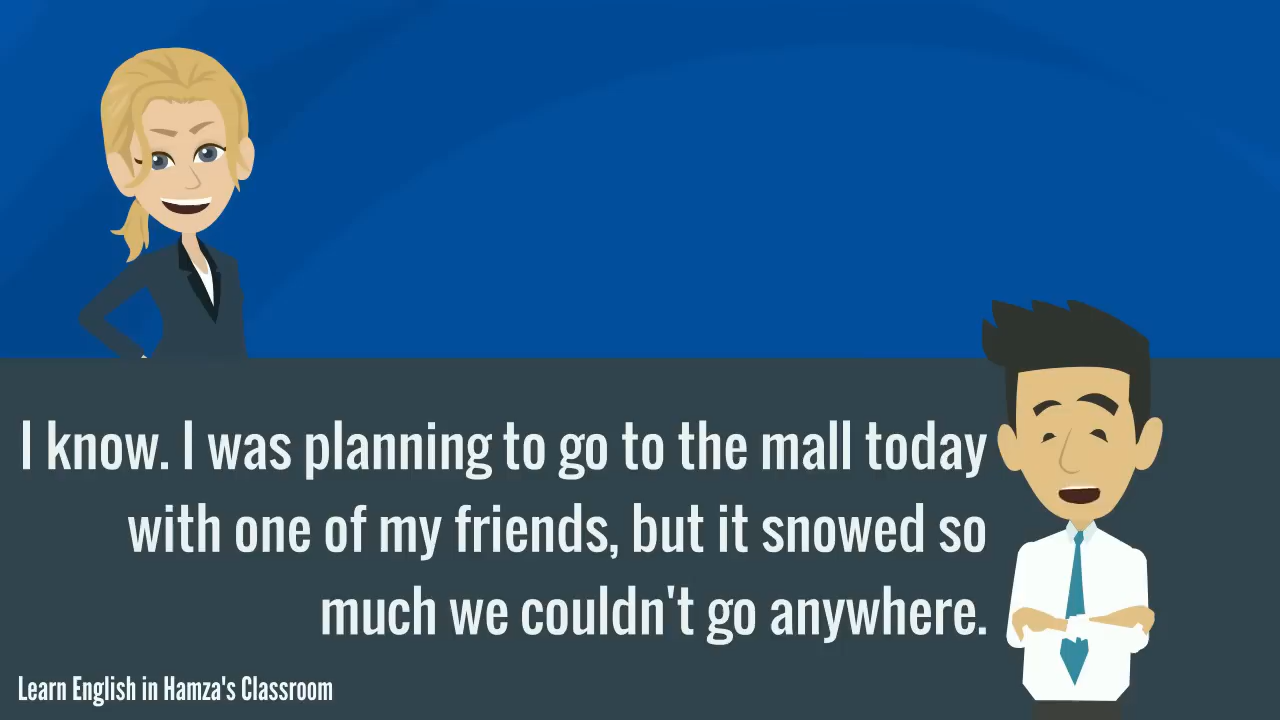 I know. I was planning to go to the mall today
with one of my friends, but it snowed so
much we couldn't go anywhere.
Learn English in Hamza's Classroom